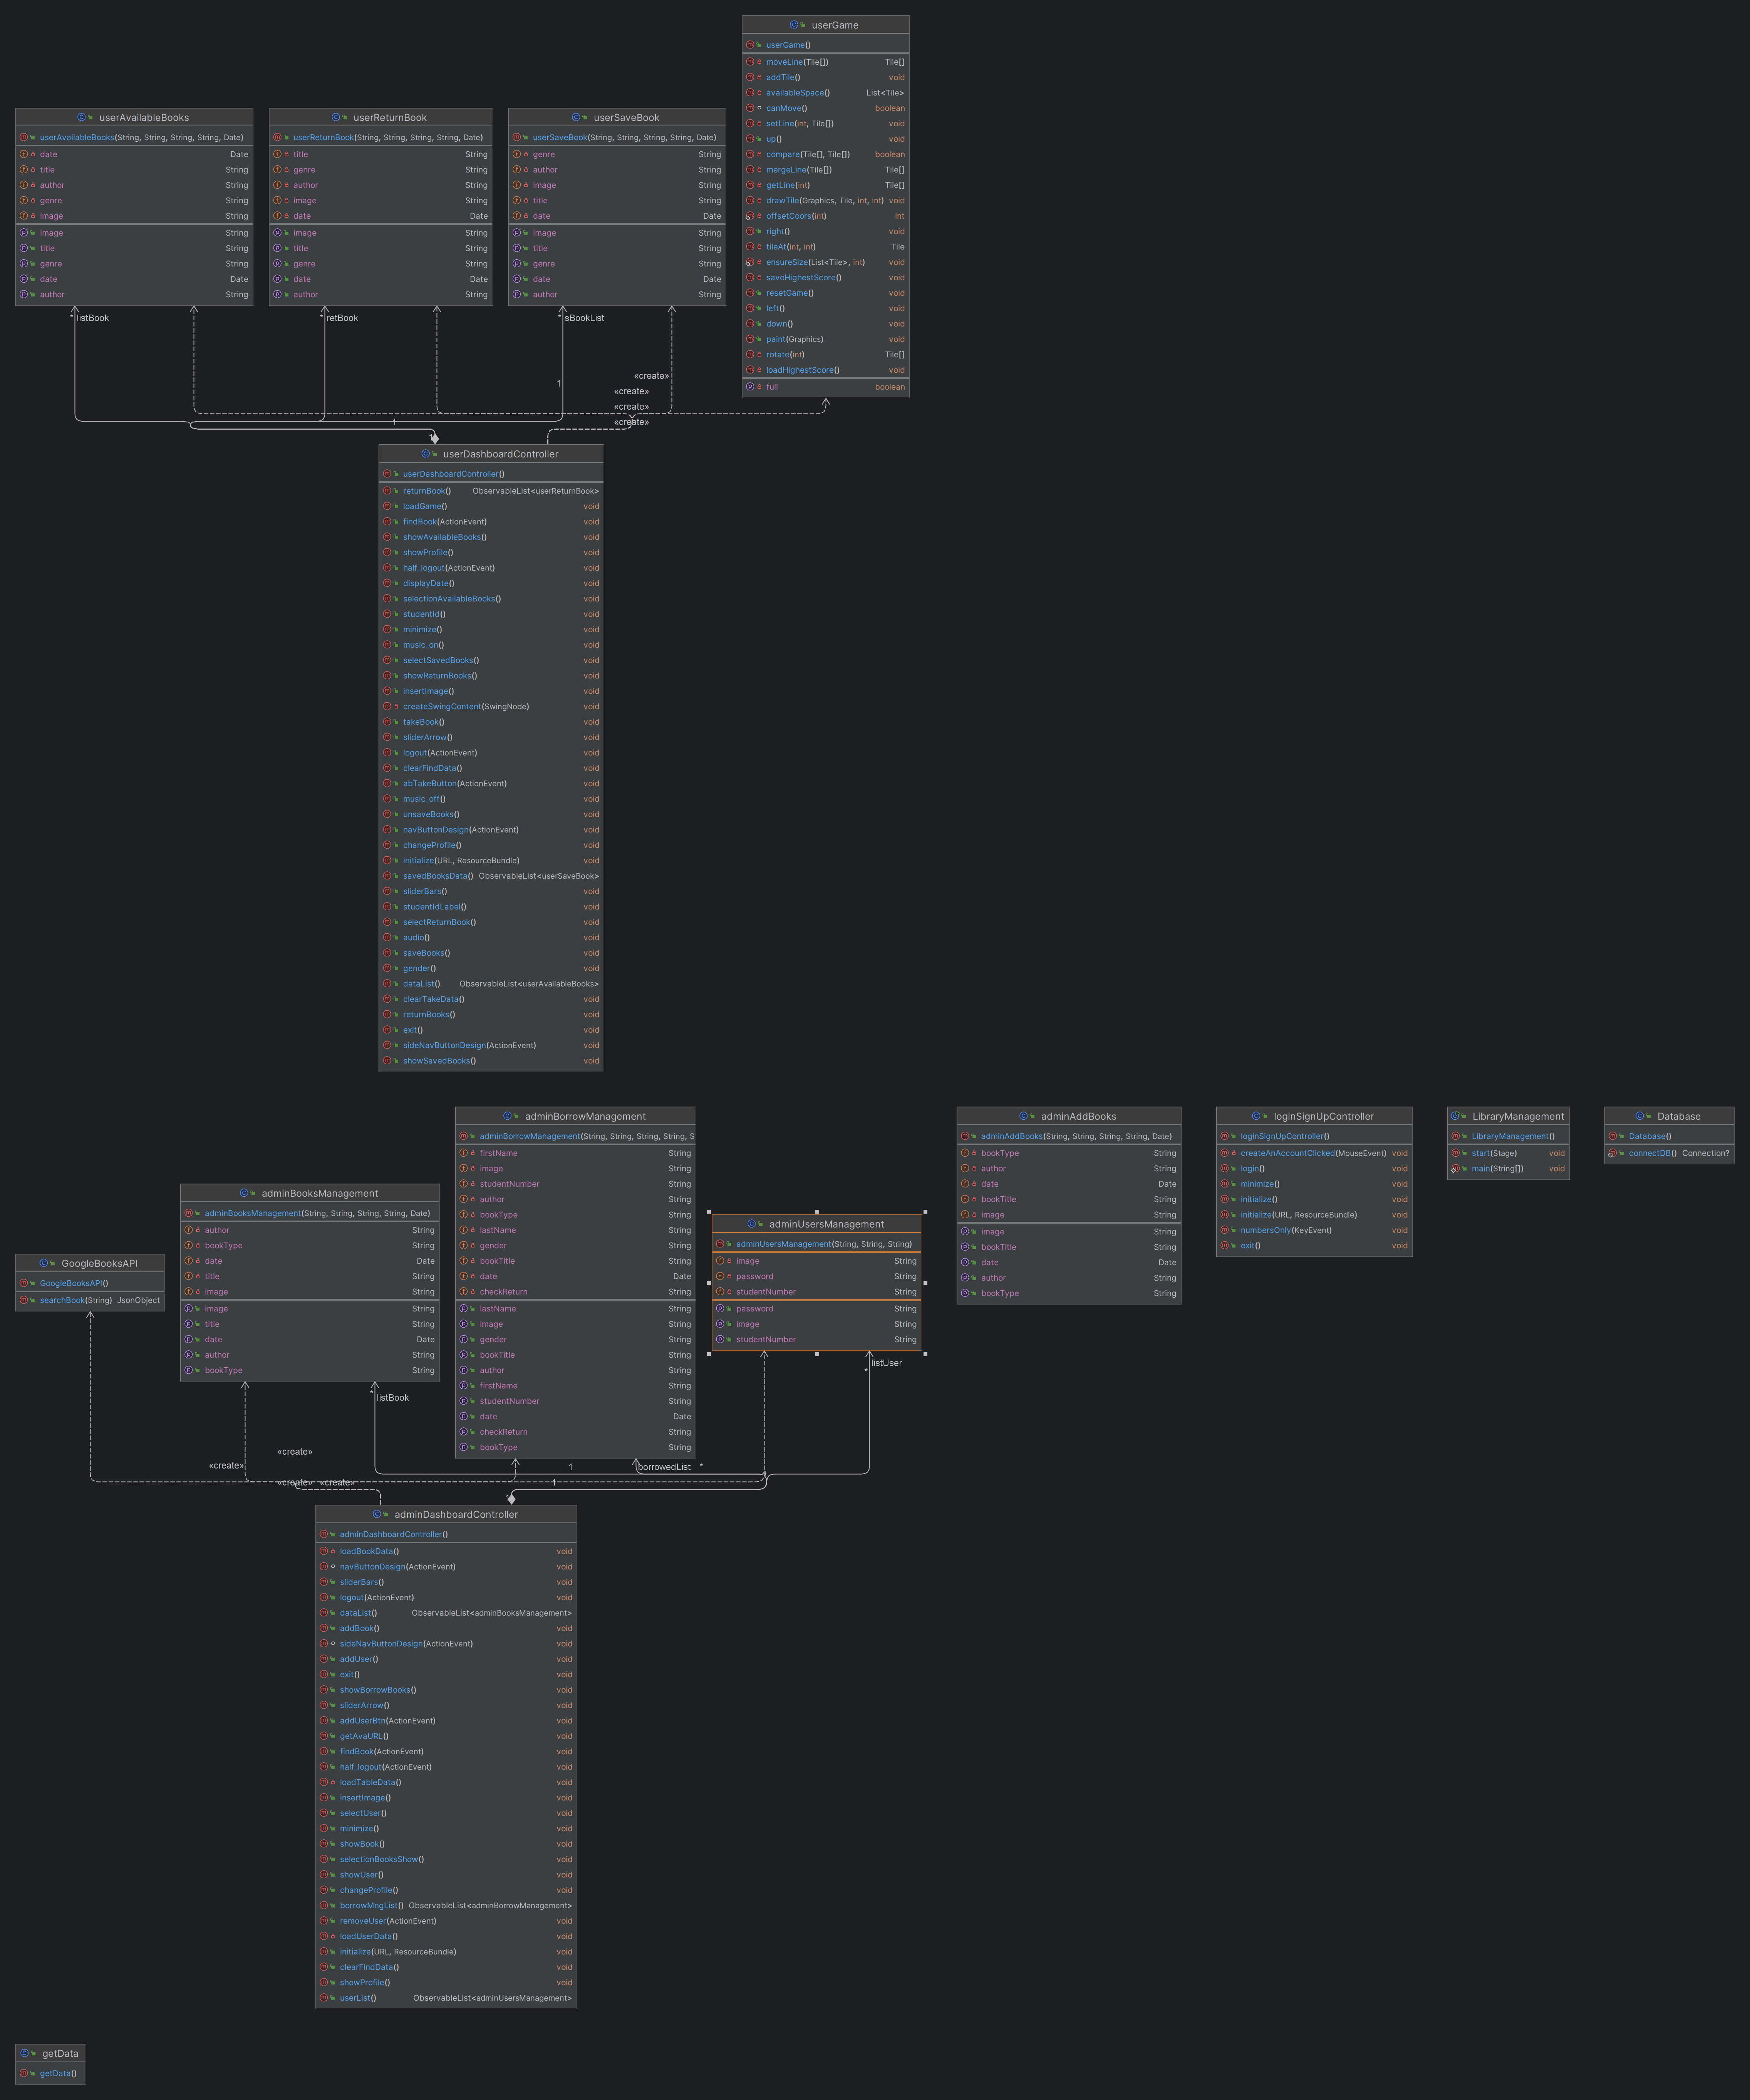 userGame
userGame()
moveLine(Tile[]) Tile[]
addTile() void
availableSpace() List<Tile>
canMove() boolean
setLine(int, Tile[]) void
up() void
compare(Tile[], Tile[]) boolean
mergeLine(Tile[]) Tile[]
getLine(int) Tile[]
drawTile(Graphics, Tile, int, int) void
offsetCoors(int) int
right() void
tileAt(int, int) Tile
ensureSize(List<Tile>, int) void
saveHighestScore() void
resetGame() void
left() void
down() void
paint(Graphics) void
rotate(int) Tile[]
loadHighestScore() void
full boolean
userAvailableBooks
userAvailableBooks(String, String, String, String, Date)
date Date
title String
author String
genre String
image String
image String
title String
genre String
date Date
author String
userReturnBook
userReturnBook(String, String, String, String, Date)
title String
genre String
author String
image String
date Date
image String
title String
genre String
date Date
author String
userSaveBook
userSaveBook(String, String, String, String, Date)
genre String
author String
image String
title String
date Date
image String
title String
genre String
date Date
author String
* listBook
* retBook
* sBookList
«create»
1
«create»
«create»
1
«create»
1
userDashboardController
userDashboardController()
returnBook() ObservableList<userReturnBook>
loadGame() void
findBook(ActionEvent) void
showAvailableBooks() void
showProfile() void
half_logout(ActionEvent) void
displayDate() void
selectionAvailableBooks() void
studentId() void
minimize() void
music_on() void
selectSavedBooks() void
showReturnBooks() void
insertImage() void
createSwingContent(SwingNode) void
takeBook() void
sliderArrow() void
logout(ActionEvent) void
clearFindData() void
abTakeButton(ActionEvent) void
music_off() void
unsaveBooks() void
navButtonDesign(ActionEvent) void
changeProfile() void
initialize(URL, ResourceBundle) void
savedBooksData() ObservableList<userSaveBook>
sliderBars() void
studentIdLabel() void
selectReturnBook() void
audio() void
saveBooks() void
gender() void
dataList() ObservableList<userAvailableBooks>
clearTakeData() void
returnBooks() void
exit() void
sideNavButtonDesign(ActionEvent) void
showSavedBooks() void
adminBorrowManagement
adminBorrowManagement(String, String, String, String, S
firstName String
image String
studentNumber String
author String
bookType String
lastName String
gender String
bookTitle String
date Date
checkReturn String
lastName String
image String
gender String
bookTitle String
author String
firstName String
studentNumber String
date Date
checkReturn String
bookType String
adminAddBooks
adminAddBooks(String, String, String, String, Date)
bookType String
author String
date Date
bookTitle String
image String
image String
bookTitle String
date Date
author String
bookType String
loginSignUpController
loginSignUpController()
createAnAccountClicked(MouseEvent) void
login() void
minimize() void
initialize() void
initialize(URL, ResourceBundle) void
numbersOnly(KeyEvent) void
exit() void
LibraryManagement
LibraryManagement()
start(Stage) void
main(String[]) void
Database
Database()
connectDB() Connection?
adminBooksManagement
adminBooksManagement(String, String, String, String, Date)
author String
bookType String
date Date
title String
image String
image String
title String
date Date
author String
bookType String
adminUsersManagement
adminUsersManagement(String, String, String)
image String
password String
studentNumber String
password String
image String
studentNumber String
GoogleBooksAPI
GoogleBooksAPI()
searchBook(String) JsonObject
listUser
*
* listBook
«create»
«create»
1
borrowedList *
«create» «create»
1
1
adminDashboardController
adminDashboardController()
loadBookData() void
navButtonDesign(ActionEvent) void
sliderBars() void
logout(ActionEvent) void
dataList() ObservableList<adminBooksManagement>
addBook() void
sideNavButtonDesign(ActionEvent) void
addUser() void
exit() void
showBorrowBooks() void
sliderArrow() void
addUserBtn(ActionEvent) void
getAvaURL() void
findBook(ActionEvent) void
half_logout(ActionEvent) void
loadTableData() void
insertImage() void
selectUser() void
minimize() void
showBook() void
selectionBooksShow() void
showUser() void
changeProfile() void
borrowMngList() ObservableList<adminBorrowManagement>
removeUser(ActionEvent) void
loadUserData() void
initialize(URL, ResourceBundle) void
clearFindData() void
showProfile() void
userList() ObservableList<adminUsersManagement>
getData
getData()